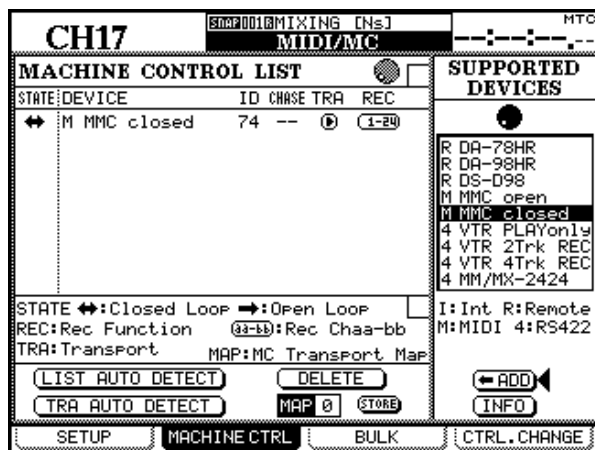 CH17
SNAP001 MIXING [Ns]
MIDI/MC
MTC
--:--:--.--
MACHINE CONTROL LIST
STATE DEVICE ID CHASE TRA REC
↔ M MMC closed 74 -- 1-24
SUPPORTED
DEVICES
R DA-78HR
R DA-98HR
R DS-D98
M MMC open
M MMC closed
4 VTR PLAYonly
4 VTR 2Trk REC
4 VTR 4Trk REC
4 MM/MX-2424
STATE ↔:Closed Loop →:Open Loop
REC:Rec Function (aa-bb):Rec Chaa-bb
TRA:Transport MAP:MC Transport Map
I:Int R:Remote
M:MIDI 4:RS422
LIST AUTO DETECT DELETE
TRA AUTO DETECT MAP 0 STORE
←ADD
INFO
SETUP MACHINE CTRL BULK CTRL.CHANGE